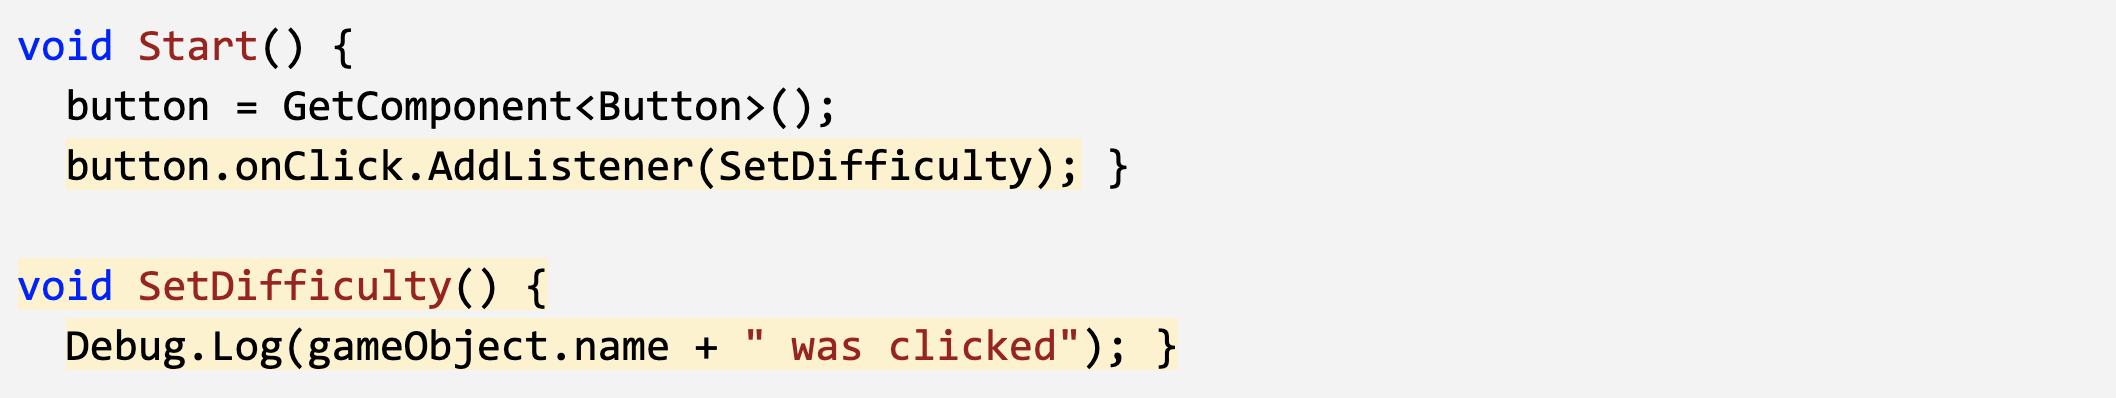 void Start() {
  button = GetComponent<Button>();
  button.onClick.AddListener(SetDifficulty); }

void SetDifficulty() {
  Debug.Log(gameObject.name + " was clicked"); }